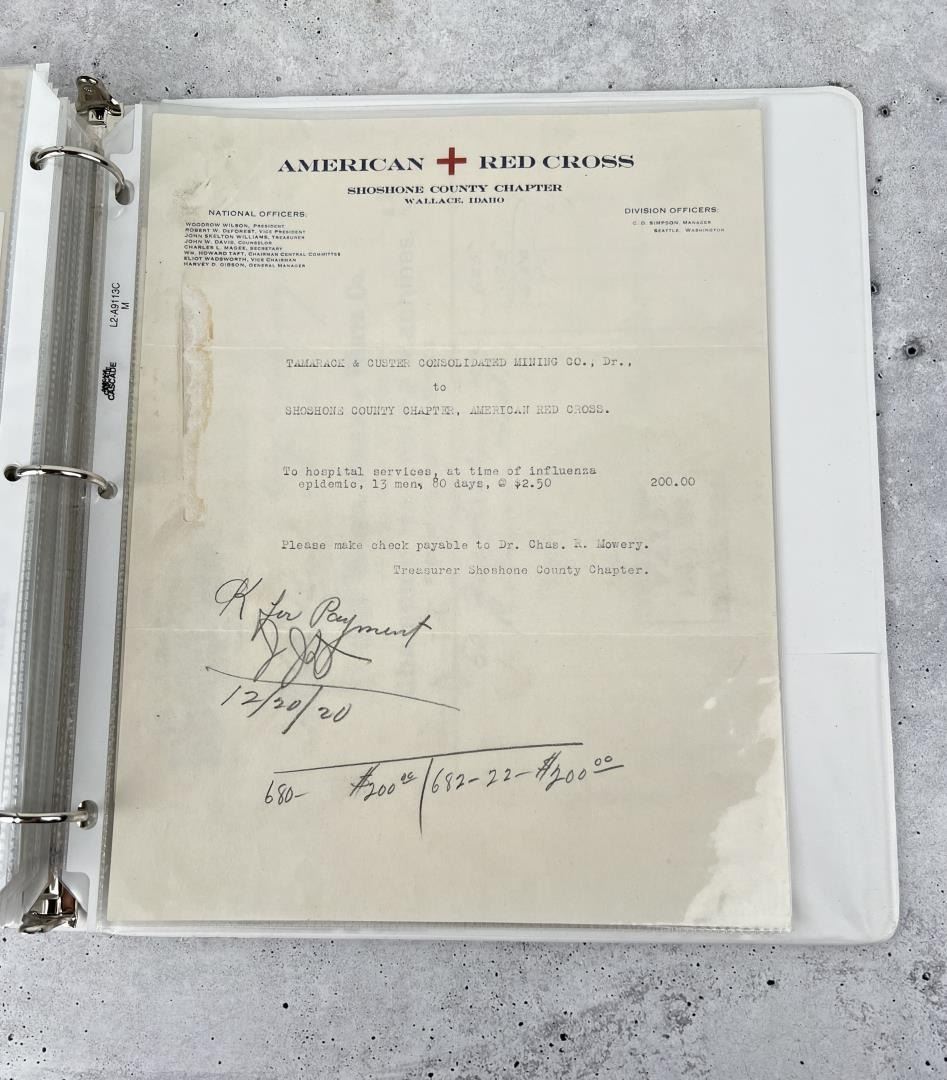 AMERICAN RED CROSS
SHOSHONE COUNTY CHAPTER
WALLACE, IDAHO
NATIONAL OFFICERS:
WOODROW WILSON, PRESIDENT
ROBERT W. DEFOREST, VICE PRESIDENT
JOHN SKELTON WILLIAMS, TREASURER
JOHN W. DAVIS, COUNSELOR
CHARLES L. MAGEE, SECRETARY
WM. HOWARD TAFT, CHAIRMAN CENTRAL COMMITTEE
ELIOT WADSWORTH, VICE CHAIRMAN
HARVEY D. GIBSON, GENERAL MANAGER
DIVISION OFFICERS:
C. D. SIMPSON, MANAGER
SEATTLE, WASHINGTON
TAMARACK & CUSTER CONSOLIDATED MINING CO., Dr.,
to
SHOSHONE COUNTY CHAPTER, AMERICAN RED CROSS.
To hospital services, at time of influenza
epidemic, 13 men, 80 days, @ $2.50 200.00
Please make check payable to Dr. Chas. R. Mowery.
Treasurer Shoshone County Chapter.
for Payment
12/20/20
680- $200 00 682-22- $200 00
L2-A9113C
M
CASCADE